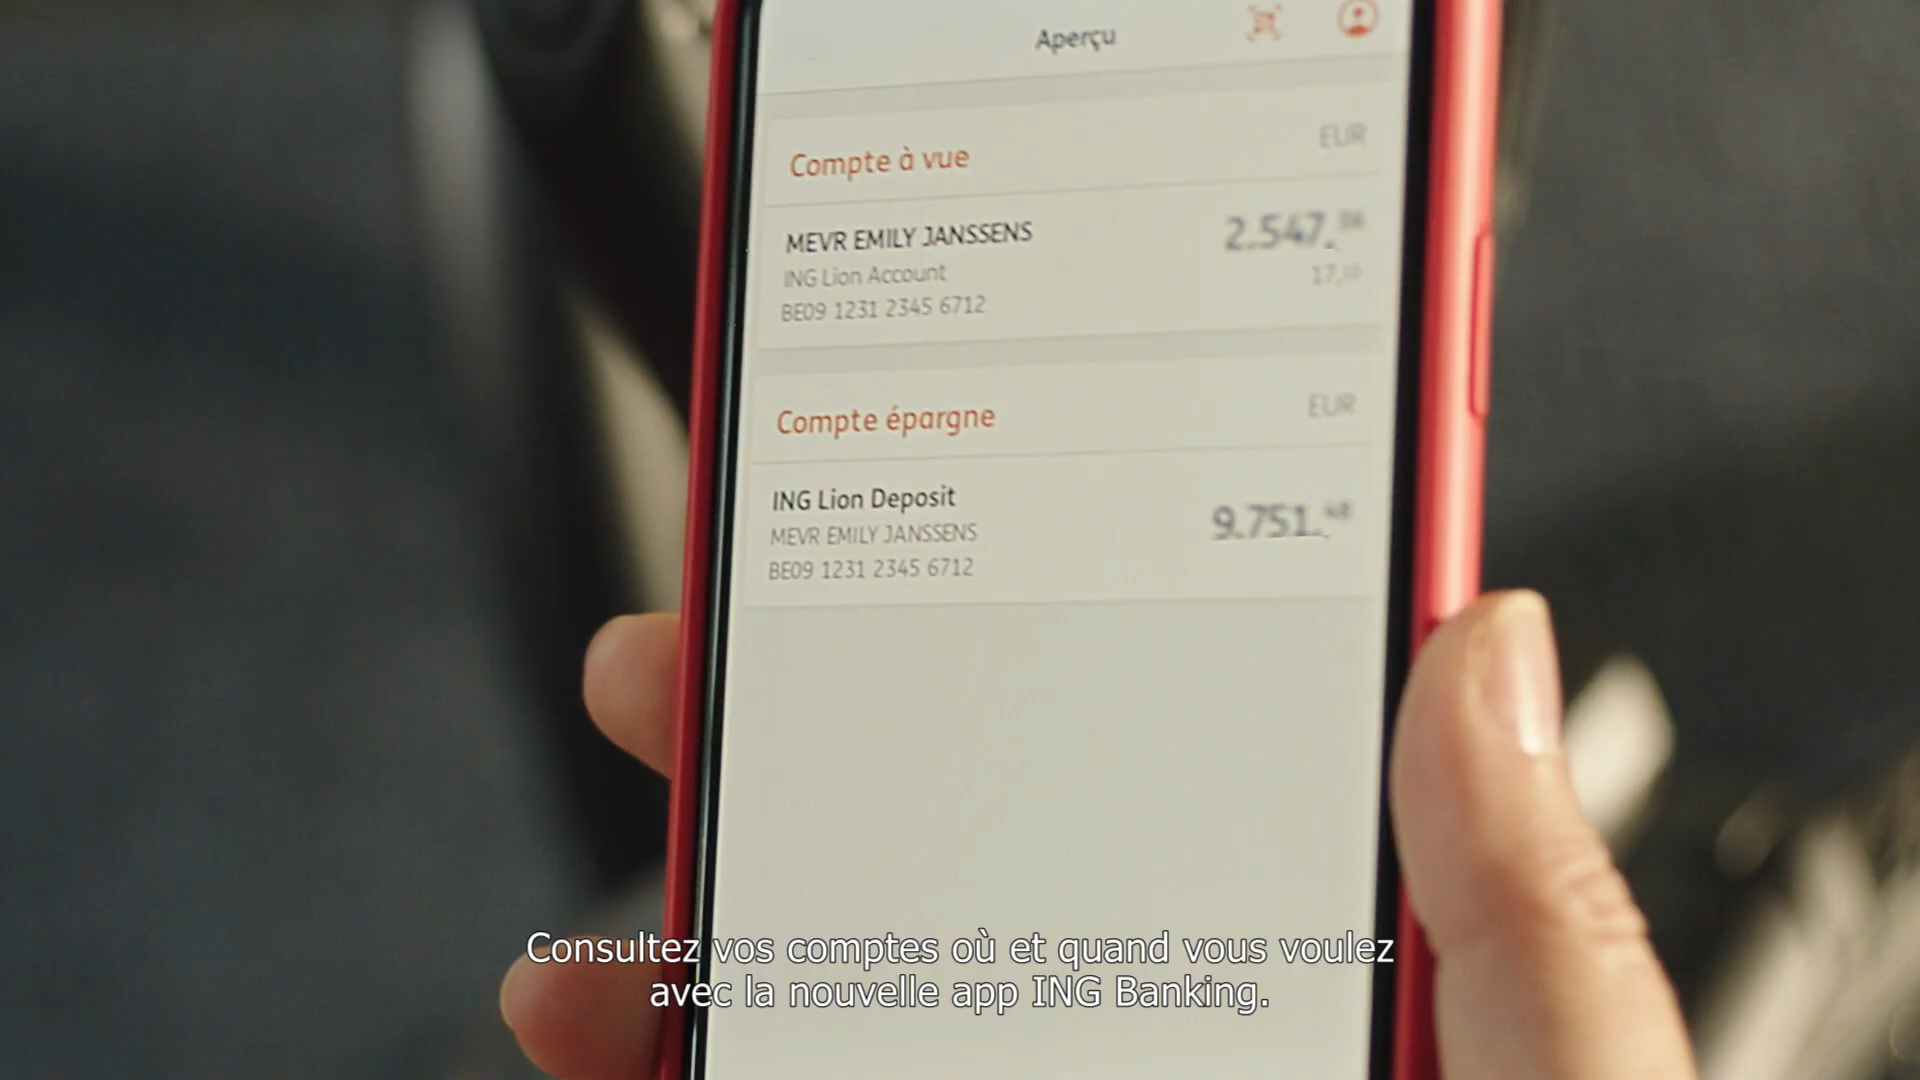 Aperçu
Compte à vue
EUR
MEVR EMILY JANSSENS
2.547,
ING Lion Account
17,
BE09 1231 2345 6712
Compte épargne
EUR
ING Lion Deposit
9.751,48
MEVR EMILY JANSSENS
BE09 1231 2345 6712
Consultez vos comptes où et quand vous voulez
avec la nouvelle app ING Banking.